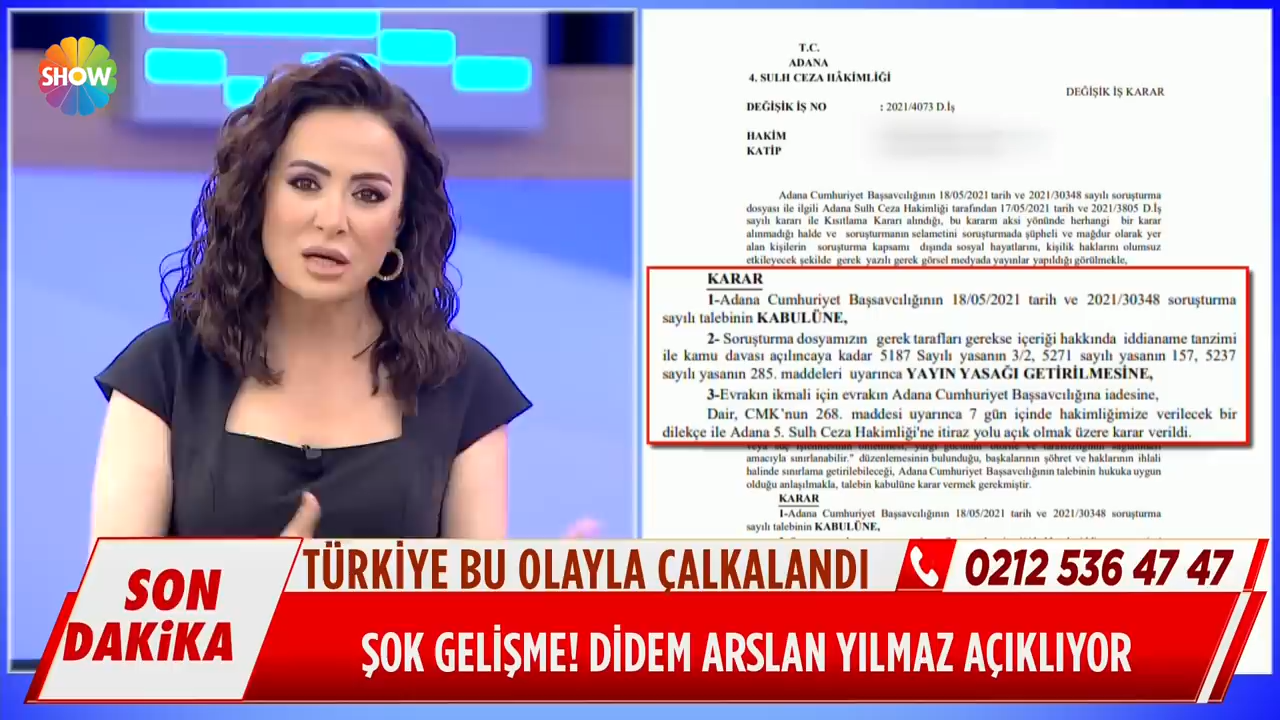 SHOW
T.C.
ADANA
4. SULH CEZA HÂKİMLİĞİ
DEĞİŞİK İŞ KARAR
DEĞİŞİK İŞ NO : 2021/4073 D.İş
HAKİM
KATİP
Adana Cumhuriyet Başsavcılığının 18/05/2021 tarih ve 2021/30348 sayılı soruşturma
dosyası ile ilgili Adana Sulh Ceza Hakimliği tarafından 17/05/2021 tarih ve 2021/3805 D.İş
sayılı kararı ile Kısıtlama Kararı alındığı, bu kararın aksi yönünde herhangi bir karar
alınmadığı halde ve soruşturmanın selametini soruşturmada şüpheli ve mağdur olarak yer
alan kişilerin soruşturma kapsamı dışında sosyal hayatlarını, kişilik haklarını olumsuz
etkileyecek şekilde gerek yazılı gerek görsel medyada yayınlar yapıldığı görülmekle,
KARAR
1-Adana Cumhuriyet Başsavcılığının 18/05/2021 tarih ve 2021/30348 soruşturma
sayılı talebinin KABULÜNE,
2- Soruşturma dosyamızın gerek tarafları gerekse içeriği hakkında iddianame tanzimi
ile kamu davası açılıncaya kadar 5187 Sayılı yasanın 3/2, 5271 sayılı yasanın 157, 5237
sayılı yasanın 285. maddeleri uyarınca YAYIN YASAĞI GETİRİLMESİNE,
3-Evrakın ikmali için evrakın Adana Cumhuriyet Başsavcılığına iadesine,
Dair, CMK'nun 268. maddesi uyarınca 7 gün içinde hakimliğimize verilecek bir
dilekçe ile Adana 5. Sulh Ceza Hakimliği'ne itiraz yolu açık olmak üzere karar verildi.
amacıyla sınırlanabilir." düzenlemesinin bulunduğu, başkalarının şöhret ve haklarının ihlali
halinde sınırlama getirilebileceği, Adana Cumhuriyet Başsavcılığının talebinin hukuka uygun
olduğu anlaşılmakla, talebin kabulüne karar vermek gerekmiştir.
KARAR
1-Adana Cumhuriyet Başsavcılığının 18/05/2021 tarih ve 2021/30348 soruşturma
sayılı talebinin KABULÜNE,
SON DAKİKA
TÜRKİYE BU OLAYLA ÇALKALANDI
0212 536 47 47
ŞOK GELİŞME! DİDEM ARSLAN YILMAZ AÇIKLIYOR